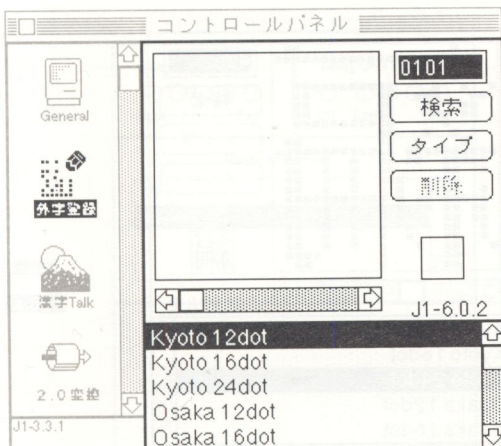 コントロールパネル
General
外字登録
漢字Talk
2.0変換
J1-3.3.1
0101
検索
タイプ
削除
J1-6.0.2
Kyoto 12dot
Kyoto 16dot
Kyoto 24dot
Osaka 12dot
Osaka 16dot